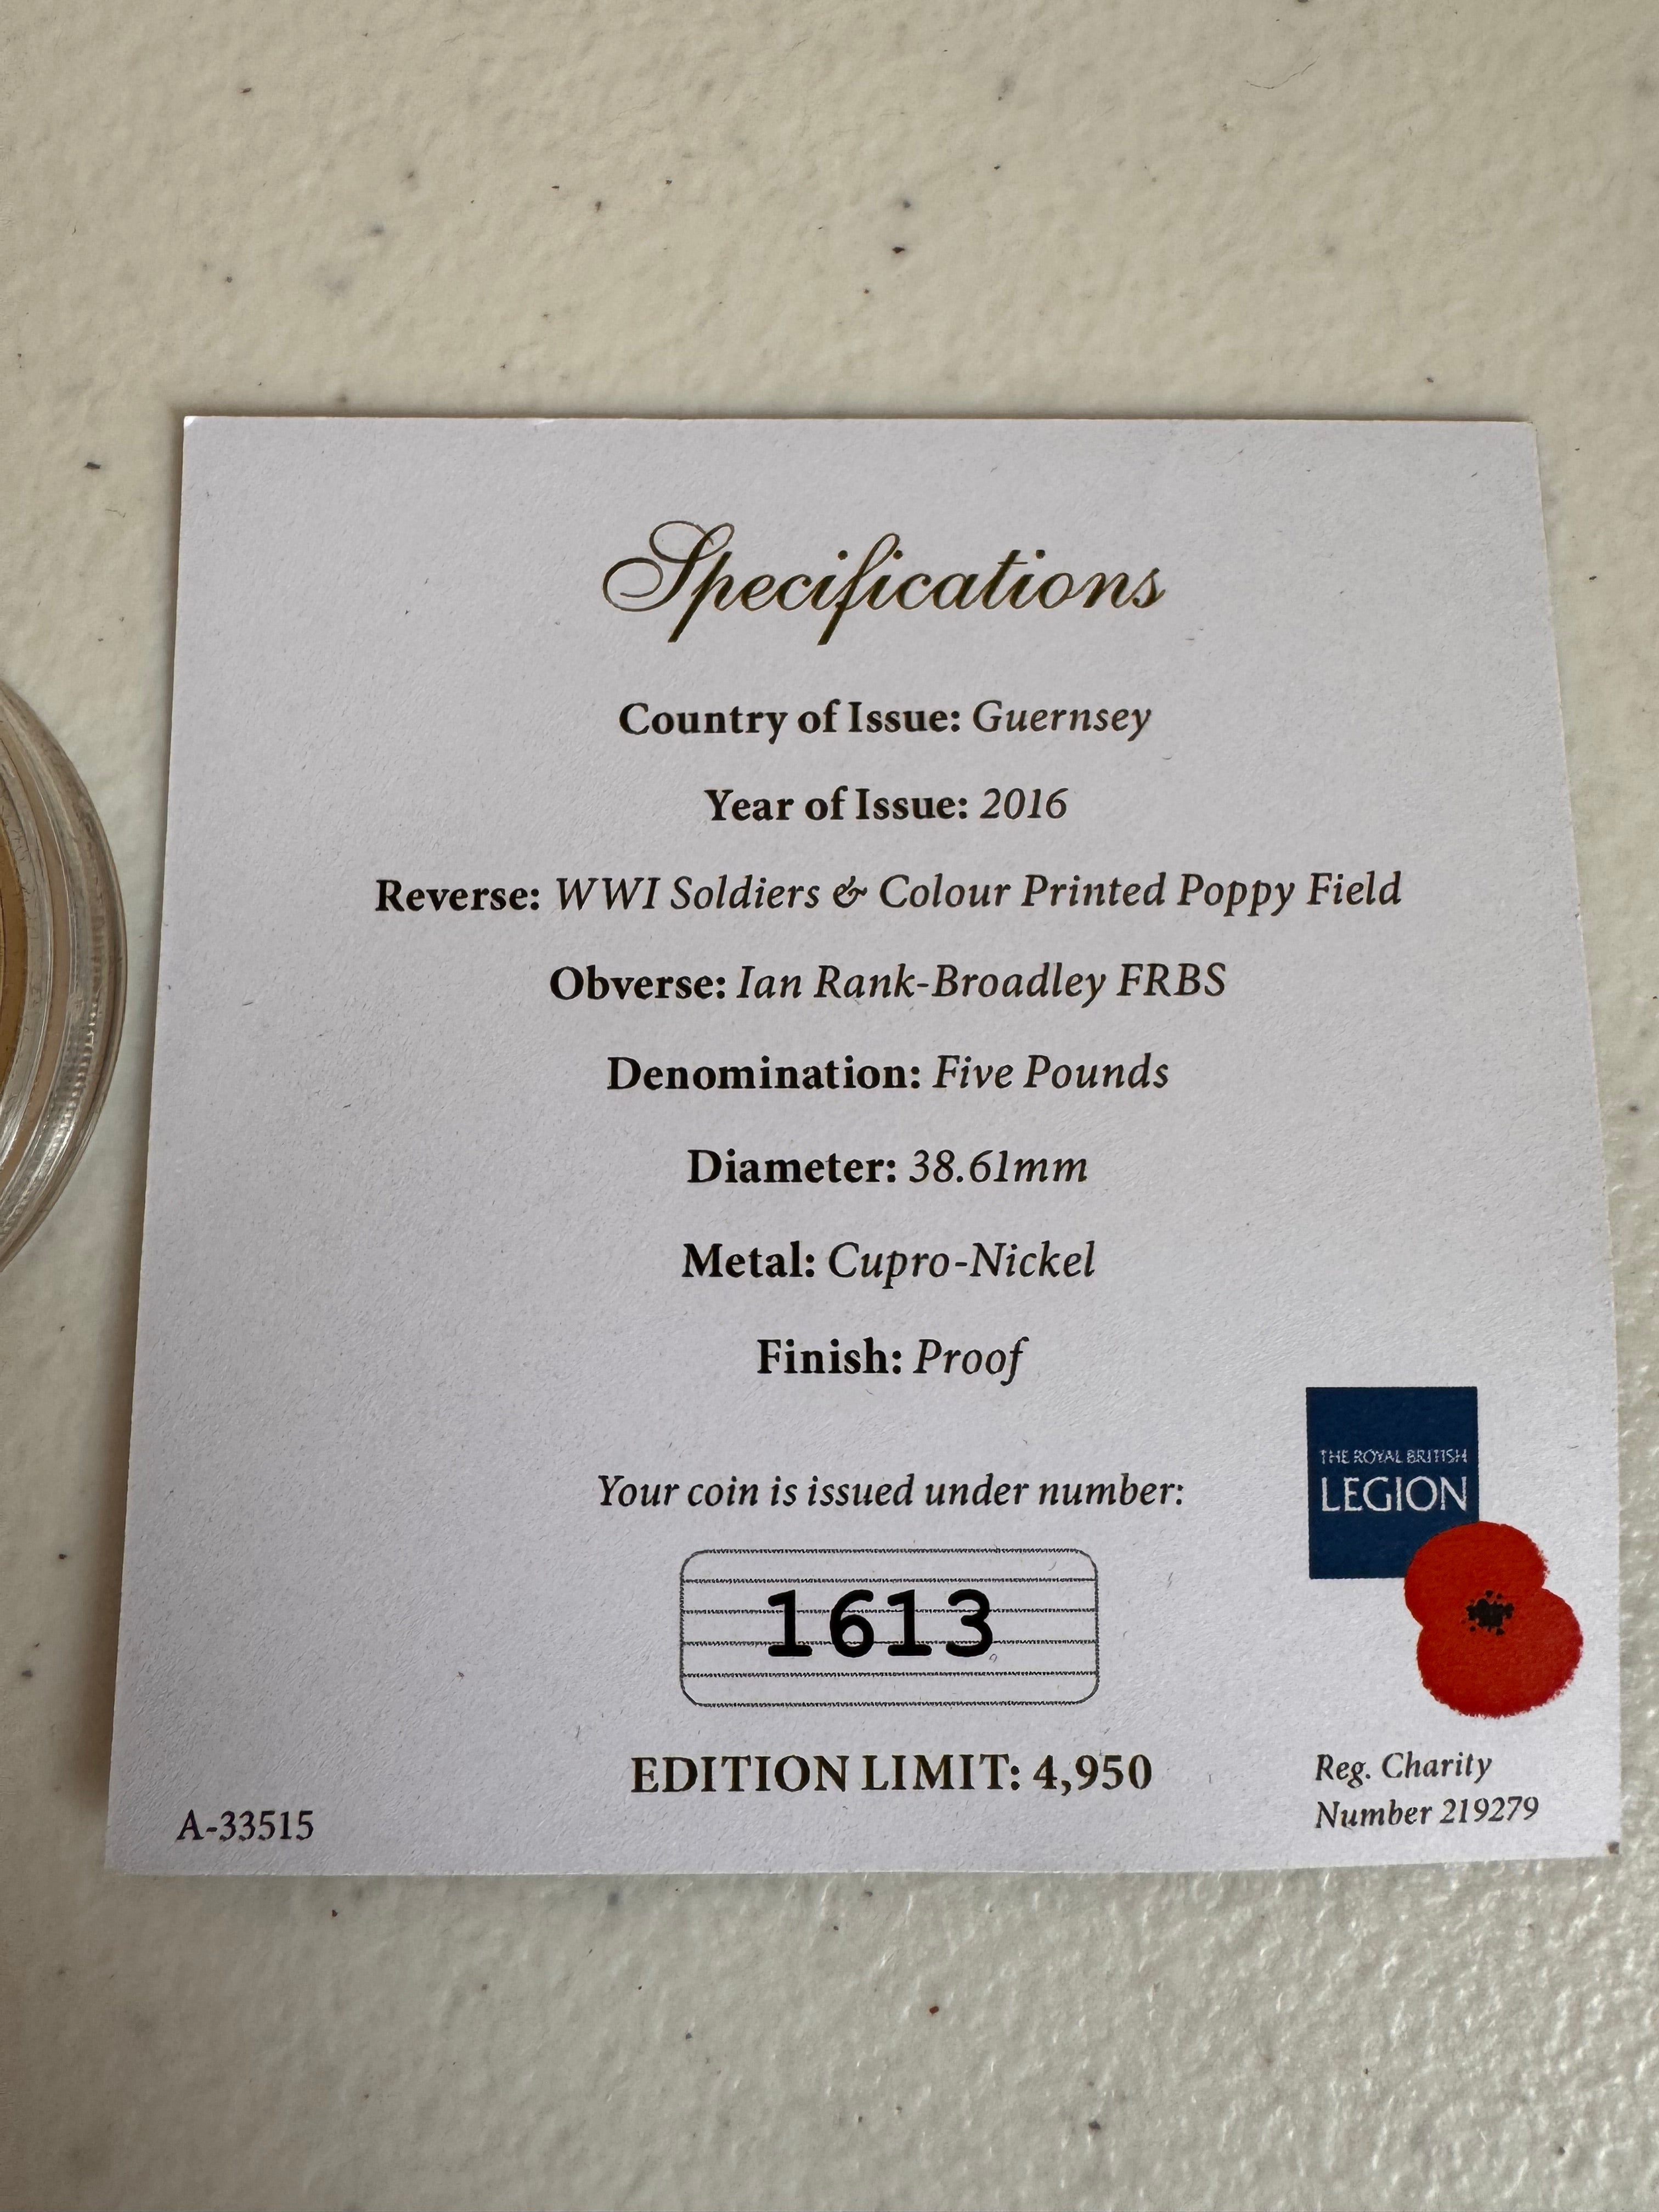 Specifications
Country of Issue: Guernsey
Year of Issue: 2016
Reverse: WWI Soldiers & Colour Printed Poppy Field
Obverse: Ian Rank-Broadley FRBS
Denomination: Five Pounds
Diameter: 38.61mm
Metal: Cupro-Nickel
Finish: Proof
Your coin is issued under number:
1613
EDITION LIMIT: 4,950
A-33515
THE ROYAL BRITISH
LEGION
Reg. Charity
Number 219279